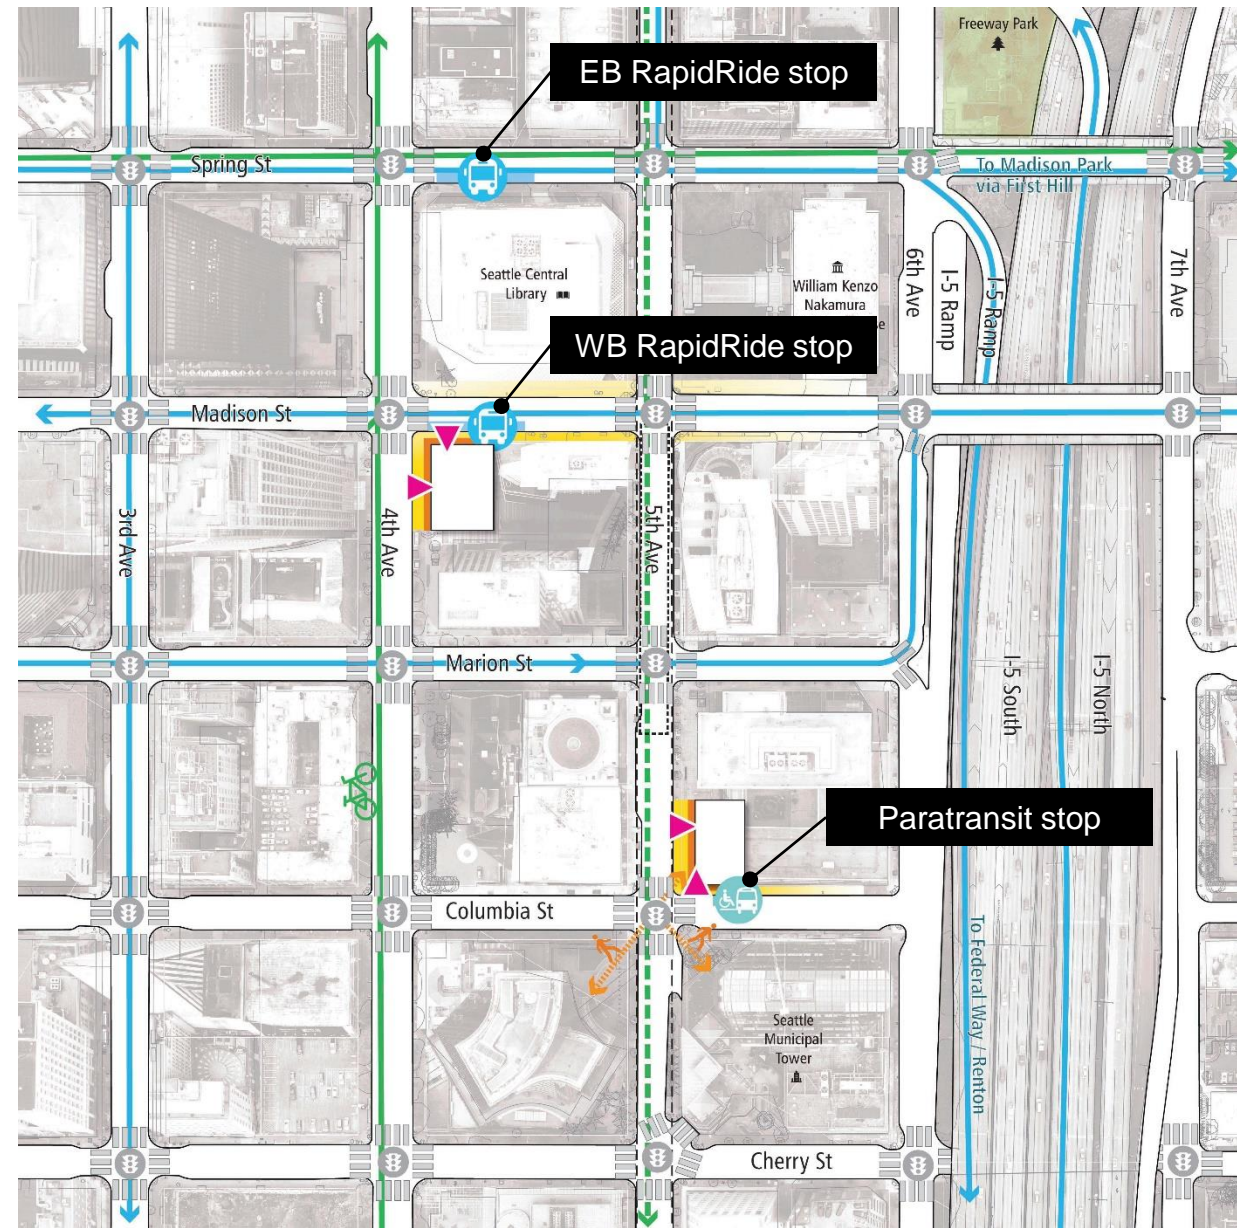 Freeway Park
EB RapidRide stop
Spring St
To Madison Park
via First Hill
Seattle Central
Library
William Kenzo
Nakamura
6th Ave
I-5 Ramp
I-5 Ramp
7th Ave
WB RapidRide stop
Madison St
3rd Ave
4th Ave
5th Ave
Marion St
I-5 South
I-5 North
Paratransit stop
Columbia St
To Federal Way / Renton
Seattle
Municipal
Tower
Cherry St